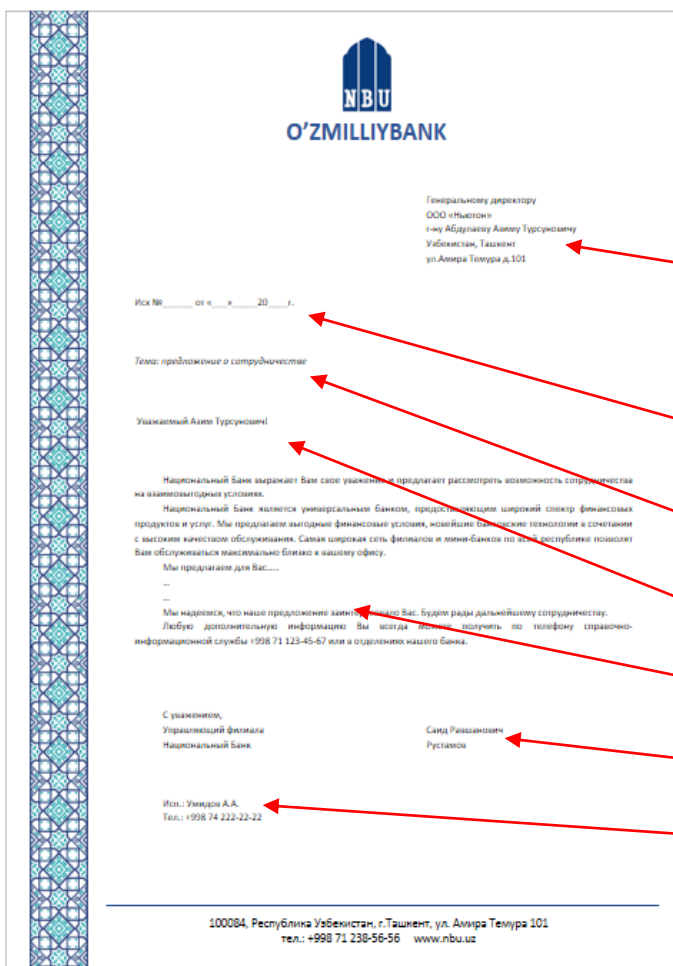 NBU
O'ZMILLIYBANK
Генеральному директору
ООО «Ньютон»
г-ну Абдулаеву Азиму Турсуновичу
Узбекистан, Ташкент
ул.Амира Темура д.101
Исх №______ от «___»_____20____г.
Тема: предложение о сотрудничестве
Уважаемый Азим Турсунович!
Национальный Банк выражает Вам свое уважение и предлагает рассмотреть возможность сотрудничества
на взаимовыгодных условиях.
Национальный Банк является универсальным банком, предоставляющим широкий спектр финансовых
продуктов и услуг. Мы предлагаем выгодные финансовые условия, новейшие банковские технологии в сочетании
с высоким качеством обслуживания. Самая широкая сеть филиалов и мини-банков по всей республике позволят
Вам обслуживаться максимально близко к вашему офису.
Мы предлагаем для Вас.....
...
...
Мы надеемся, что наше предложение заинтересовало Вас. Будем рады дальнейшему сотрудничеству.
Любую дополнительную информацию Вы всегда можете получить по телефону справочно-
информационной службы +998 71 123-45-67 или в отделениях нашего банка.
С уважением,
Управляющий филиала Саид Равшанович
Национальный Банк Рустамов
Исп.: Умидов А.А.
Тел.: +998 74 222-22-22
100084, Республика Узбекистан, г.Ташкент, ул. Амира Темура 101
тел.: +998 71 238-56-56 www.nbu.uz